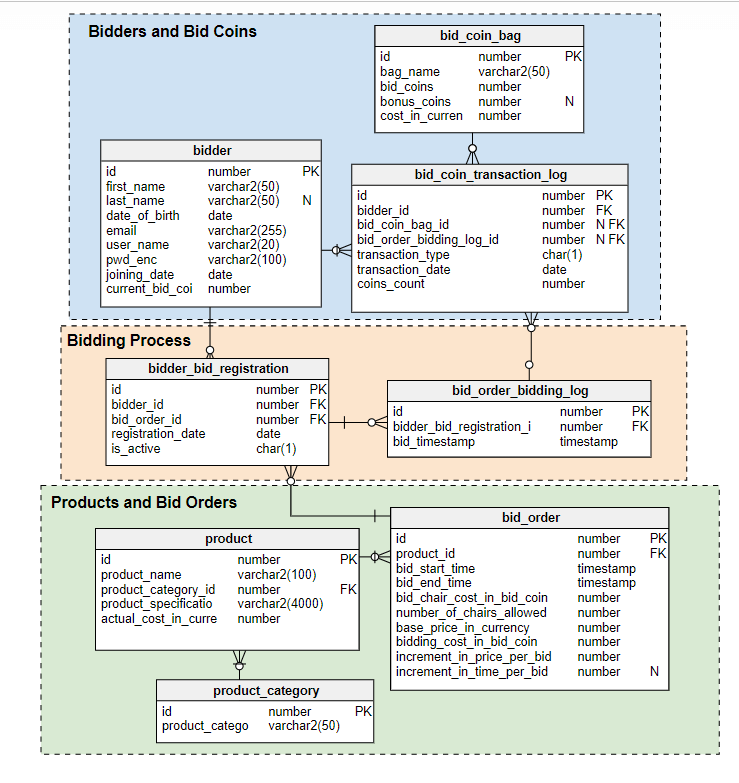 Bidders and Bid Coins
bid_coin_bag
id number PK
bag_name varchar2(50)
bid_coins number
bonus_coins number N
cost_in_curren number
bidder
id number PK
first_name varchar2(50)
last_name varchar2(50) N
date_of_birth date
email varchar2(255)
user_name varchar2(20)
pwd_enc varchar2(100)
joining_date date
current_bid_coi number
bid_coin_transaction_log
id number PK
bidder_id number FK
bid_coin_bag_id number N FK
bid_order_bidding_log_id number N FK
transaction_type char(1)
transaction_date date
coins_count number
Bidding Process
bidder_bid_registration
id number PK
bidder_id number FK
bid_order_id number FK
registration_date date
is_active char(1)
bid_order_bidding_log
id number PK
bidder_bid_registration_i number FK
bid_timestamp timestamp
Products and Bid Orders
product
id number PK
product_name varchar2(100)
product_category_id number FK
product_specificatio varchar2(4000)
actual_cost_in_curre number
bid_order
id number PK
product_id number FK
bid_start_time timestamp
bid_end_time timestamp
bid_chair_cost_in_bid_coin number
number_of_chairs_allowed number
base_price_in_currency number
bidding_cost_in_bid_coin number
increment_in_price_per_bid number
increment_in_time_per_bid number N
product_category
id number PK
product_catego varchar2(50)